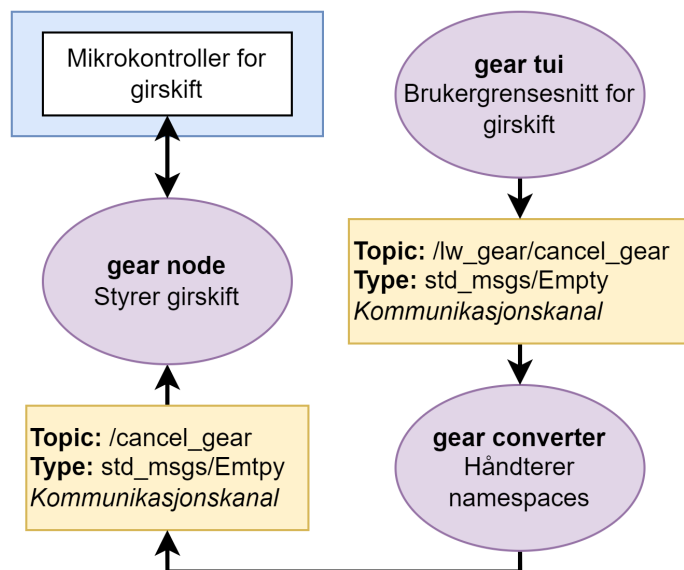 Mikrokontroller for
girskift
gear tui
Brukergrensesnitt for
girskift
gear node
Styrer girskift
Topic: /lw_gear/cancel_gear
Type: std_msgs/Empty
Kommunikasjonskanal
Topic: /cancel_gear
Type: std_msgs/Emtpy
Kommunikasjonskanal
gear converter
Håndterer
namespaces